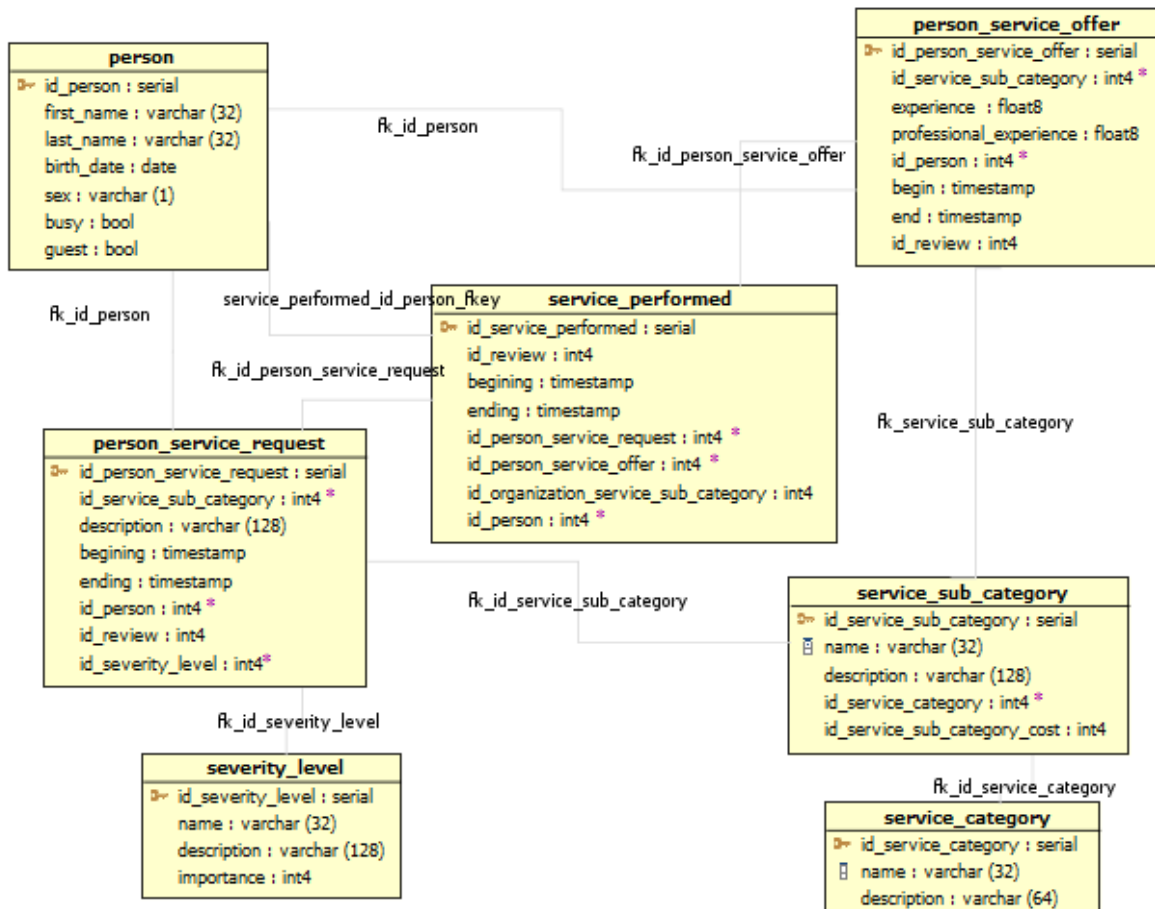 person
id_person : serial
first_name : varchar (32)
last_name : varchar (32)
birth_date : date
sex : varchar (1)
busy : bool
guest : bool
person_service_offer
id_person_service_offer : serial
id_service_sub_category : int4 *
experience : float8
professional_experience : float8
id_person : int4 *
begin : timestamp
end : timestamp
id_review : int4
fk_id_person
fk_id_person_service_offer
fk_id_person
service_performed_id_person_fkey
fk_id_person_service_request
service_performed
id_service_performed : serial
id_review : int4
begining : timestamp
ending : timestamp
id_person_service_request : int4 *
id_person_service_offer : int4 *
id_organization_service_sub_category : int4
id_person : int4 *
fk_service_sub_category
person_service_request
id_person_service_request : serial
id_service_sub_category : int4 *
description : varchar (128)
begining : timestamp
ending : timestamp
id_person : int4 *
id_review : int4
id_severity_level : int4*
fk_id_service_sub_category
service_sub_category
id_service_sub_category : serial
name : varchar (32)
description : varchar (128)
id_service_category : int4 *
id_service_sub_category_cost : int4
fk_id_severity_level
severity_level
id_severity_level : serial
name : varchar (32)
description : varchar (128)
importance : int4
fk_id_service_category
service_category
id_service_category : serial
name : varchar (32)
description : varchar (64)